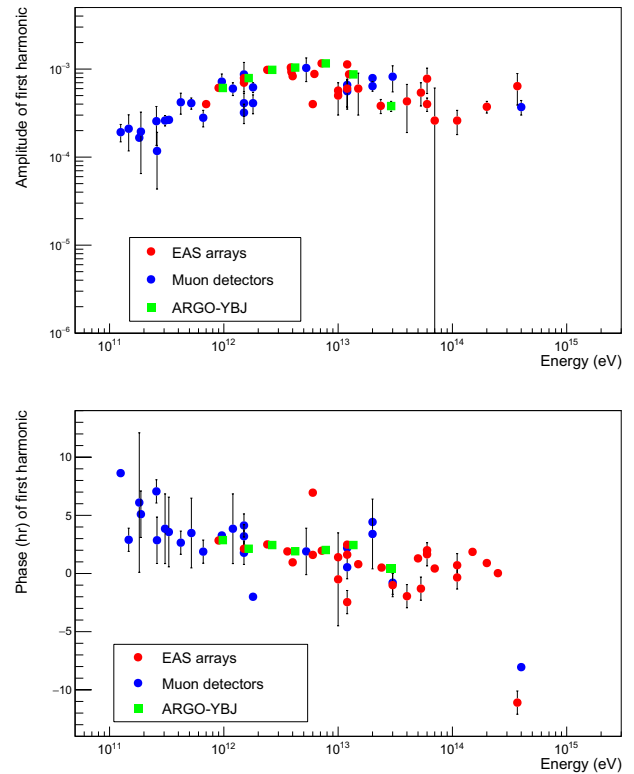 Amplitude of first harmonic
10⁻³
10⁻⁴
10⁻⁵
10⁻⁶
EAS arrays
Muon detectors
ARGO-YBJ
10¹¹ 10¹² 10¹³ 10¹⁴ 10¹⁵
Energy (eV)
Phase (hr) of first harmonic
10
5
0
−5
−10
EAS arrays
Muon detectors
ARGO-YBJ
10¹¹ 10¹² 10¹³ 10¹⁴ 10¹⁵
Energy (eV)